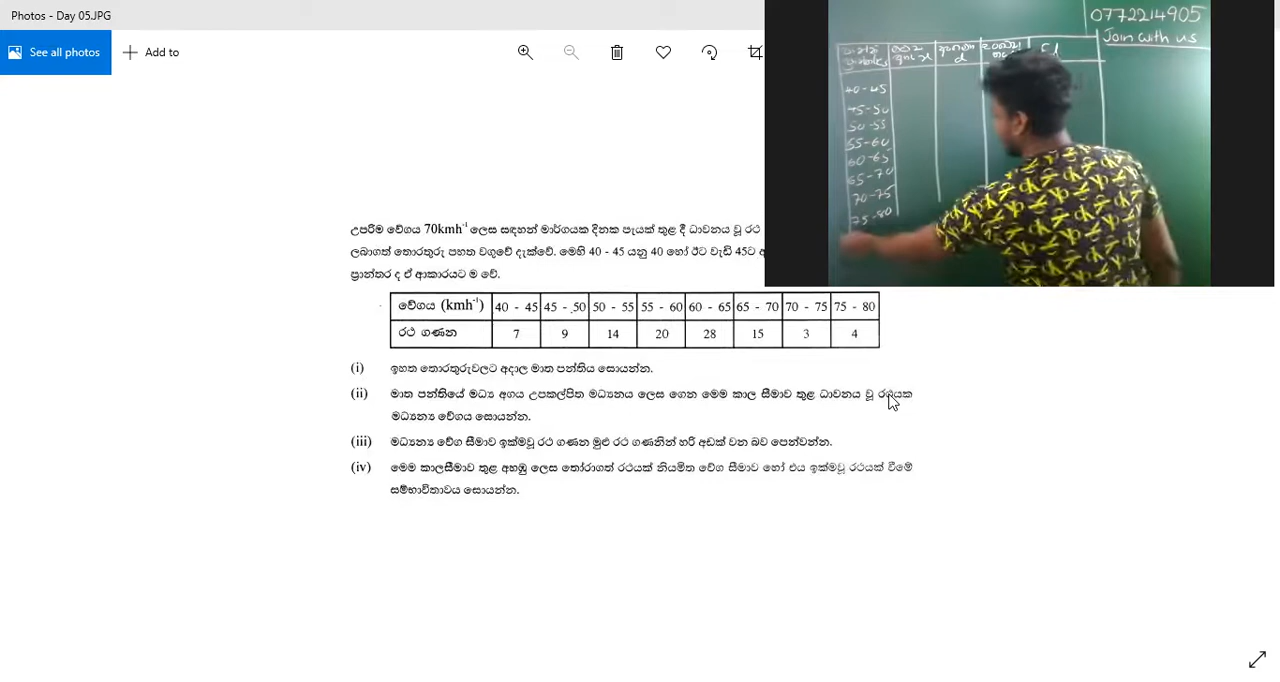 Photos - Day 05.JPG
See all photos
Add to
0772214905
Join with us
40-45
45-50
50-55
55-60
60-65
65-70
70-75
75-80
උපරිම වේගය 70kmh⁻¹ ලෙස සඳහන් මාර්ගයක දිනක පැයක් තුළ දී ධාවනය වූ රථ
ලබාගත් තොරතුරු පහත වගුවේ දැක්වේ. මෙහි 40 - 45 යනු 40 හෝ ඊට වැඩි 45ට අ
ප්‍රාන්තර ද ඒ ආකාරයට ම වේ.
වේගය (kmh⁻¹) 40 - 45 45 - 50 50 - 55 55 - 60 60 - 65 65 - 70 70 - 75 75 - 80
රථ ගණන 7 9 14 20 28 15 3 4
(i) ඉහත තොරතුරුවලට අදාල මාත පන්තිය සොයන්න.
(ii) මාත පන්තියේ මධ්‍ය අගය උපකල්පිත මධ්‍යනය ලෙස ගෙන මෙම කාල සීමාව තුළ ධාවනය වූ රථයක
මධ්‍යන්‍ය වේගය සොයන්න.
(iii) මධ්‍යන්‍ය වේග සීමාව ඉක්මවූ රථ ගණන මුළු රථ ගණනින් හරි අඩක් වන බව පෙන්වන්න.
(iv) මෙම කාලසීමාව තුළ අහඹු ලෙස තෝරාගත් රථයක් නියමිත වේග සීමාව හෝ එය ඉක්මවූ රථයක් වීමේ
සම්භාවිතාවය සොයන්න.